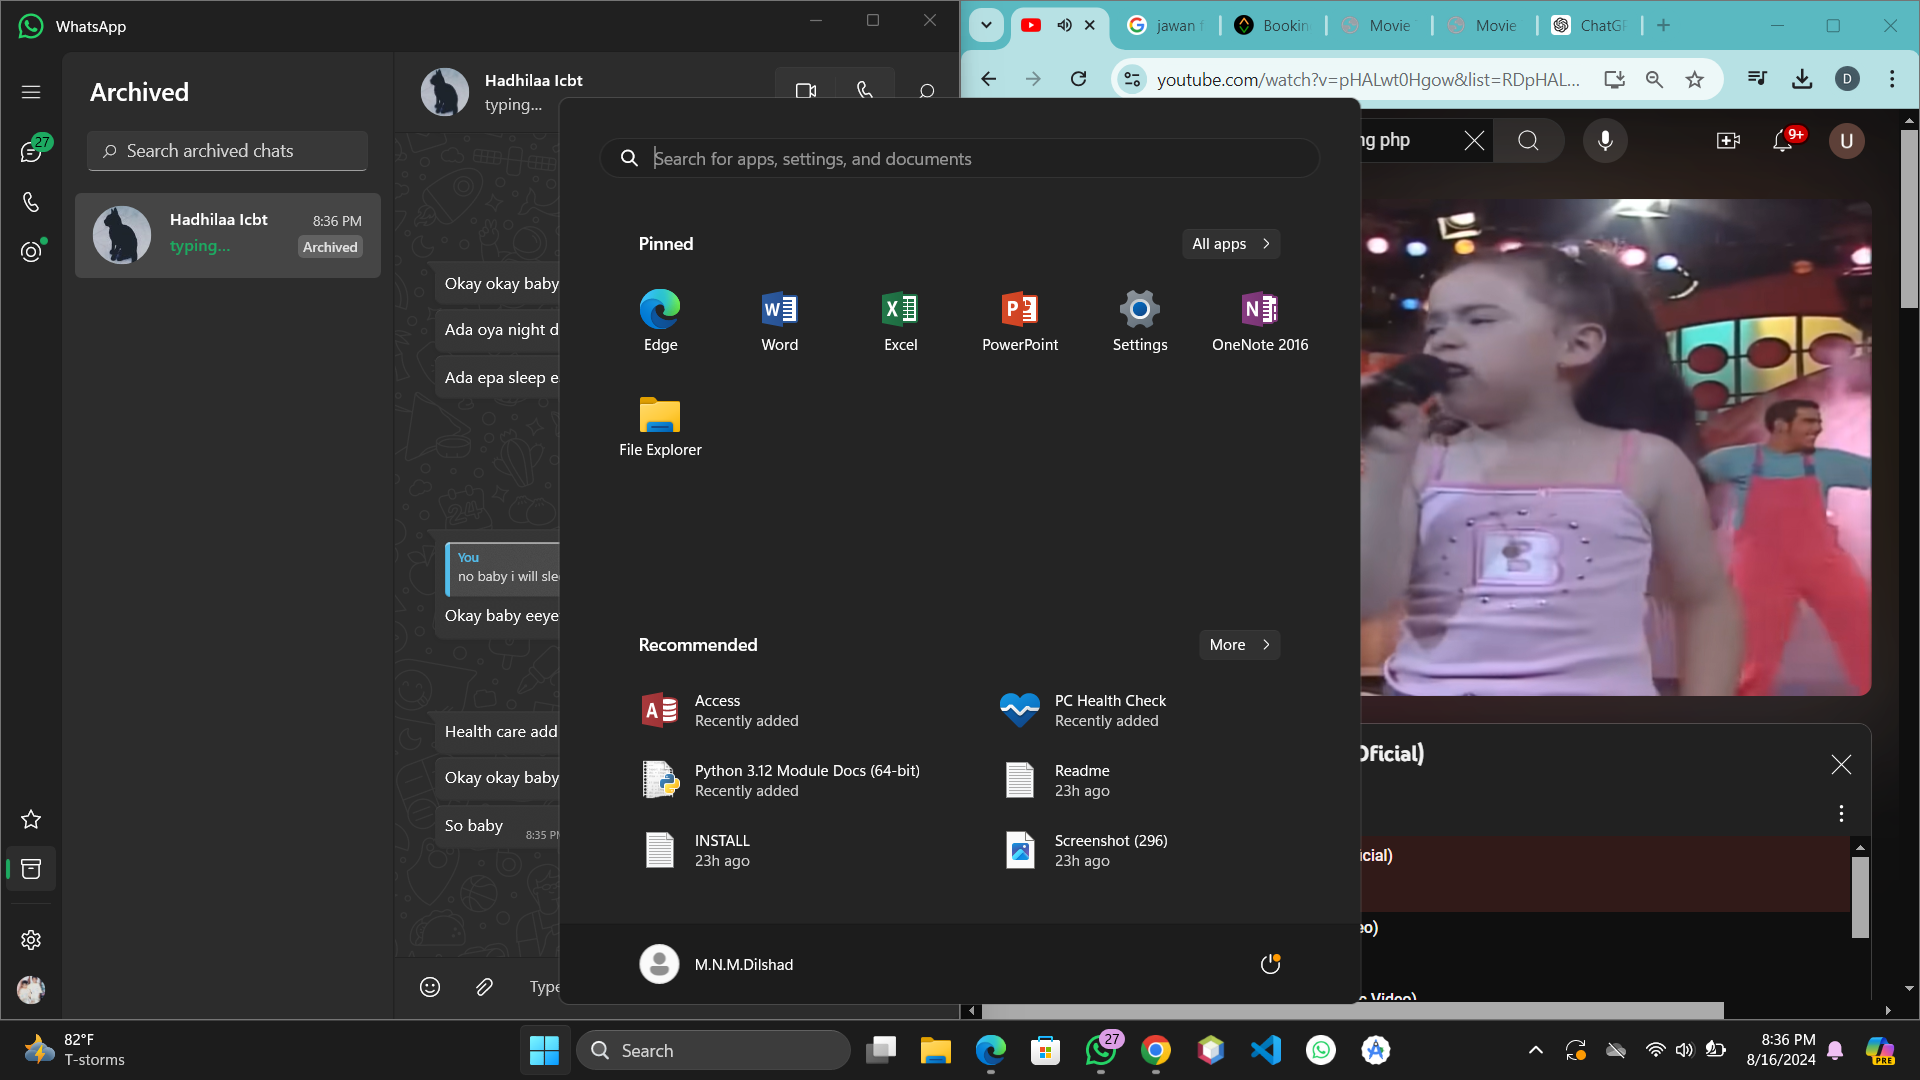 WhatsApp
27
Archived
Search archived chats
Hadhilaa Icbt
8:36 PM
typing...
Archived
Hadhilaa Icbt
typing...
Okay okay baby
Ada oya night d
Ada epa sleep e
You
no baby i will slee
Okay baby eeye
Health care add
Okay okay baby
So baby
8:35 PM
Type
jawan f
Bookin
Movie
Movie
ChatGP
youtube.com/watch?v=pHALwt0Hgow&list=RDpHAL...
D
ng php
9+
U
B
Search for apps, settings, and documents
Pinned
All apps
Edge
Word
Excel
PowerPoint
Settings
OneNote 2016
File Explorer
Recommended
More
Access
Recently added
PC Health Check
Recently added
Python 3.12 Module Docs (64-bit)
Recently added
Readme
23h ago
INSTALL
23h ago
Screenshot (296)
23h ago
M.N.M.Dilshad
Oficial)
icial)
eo)
c Video)
82°F
T-storms
Search
27
8:36 PM
8/16/2024
PRE